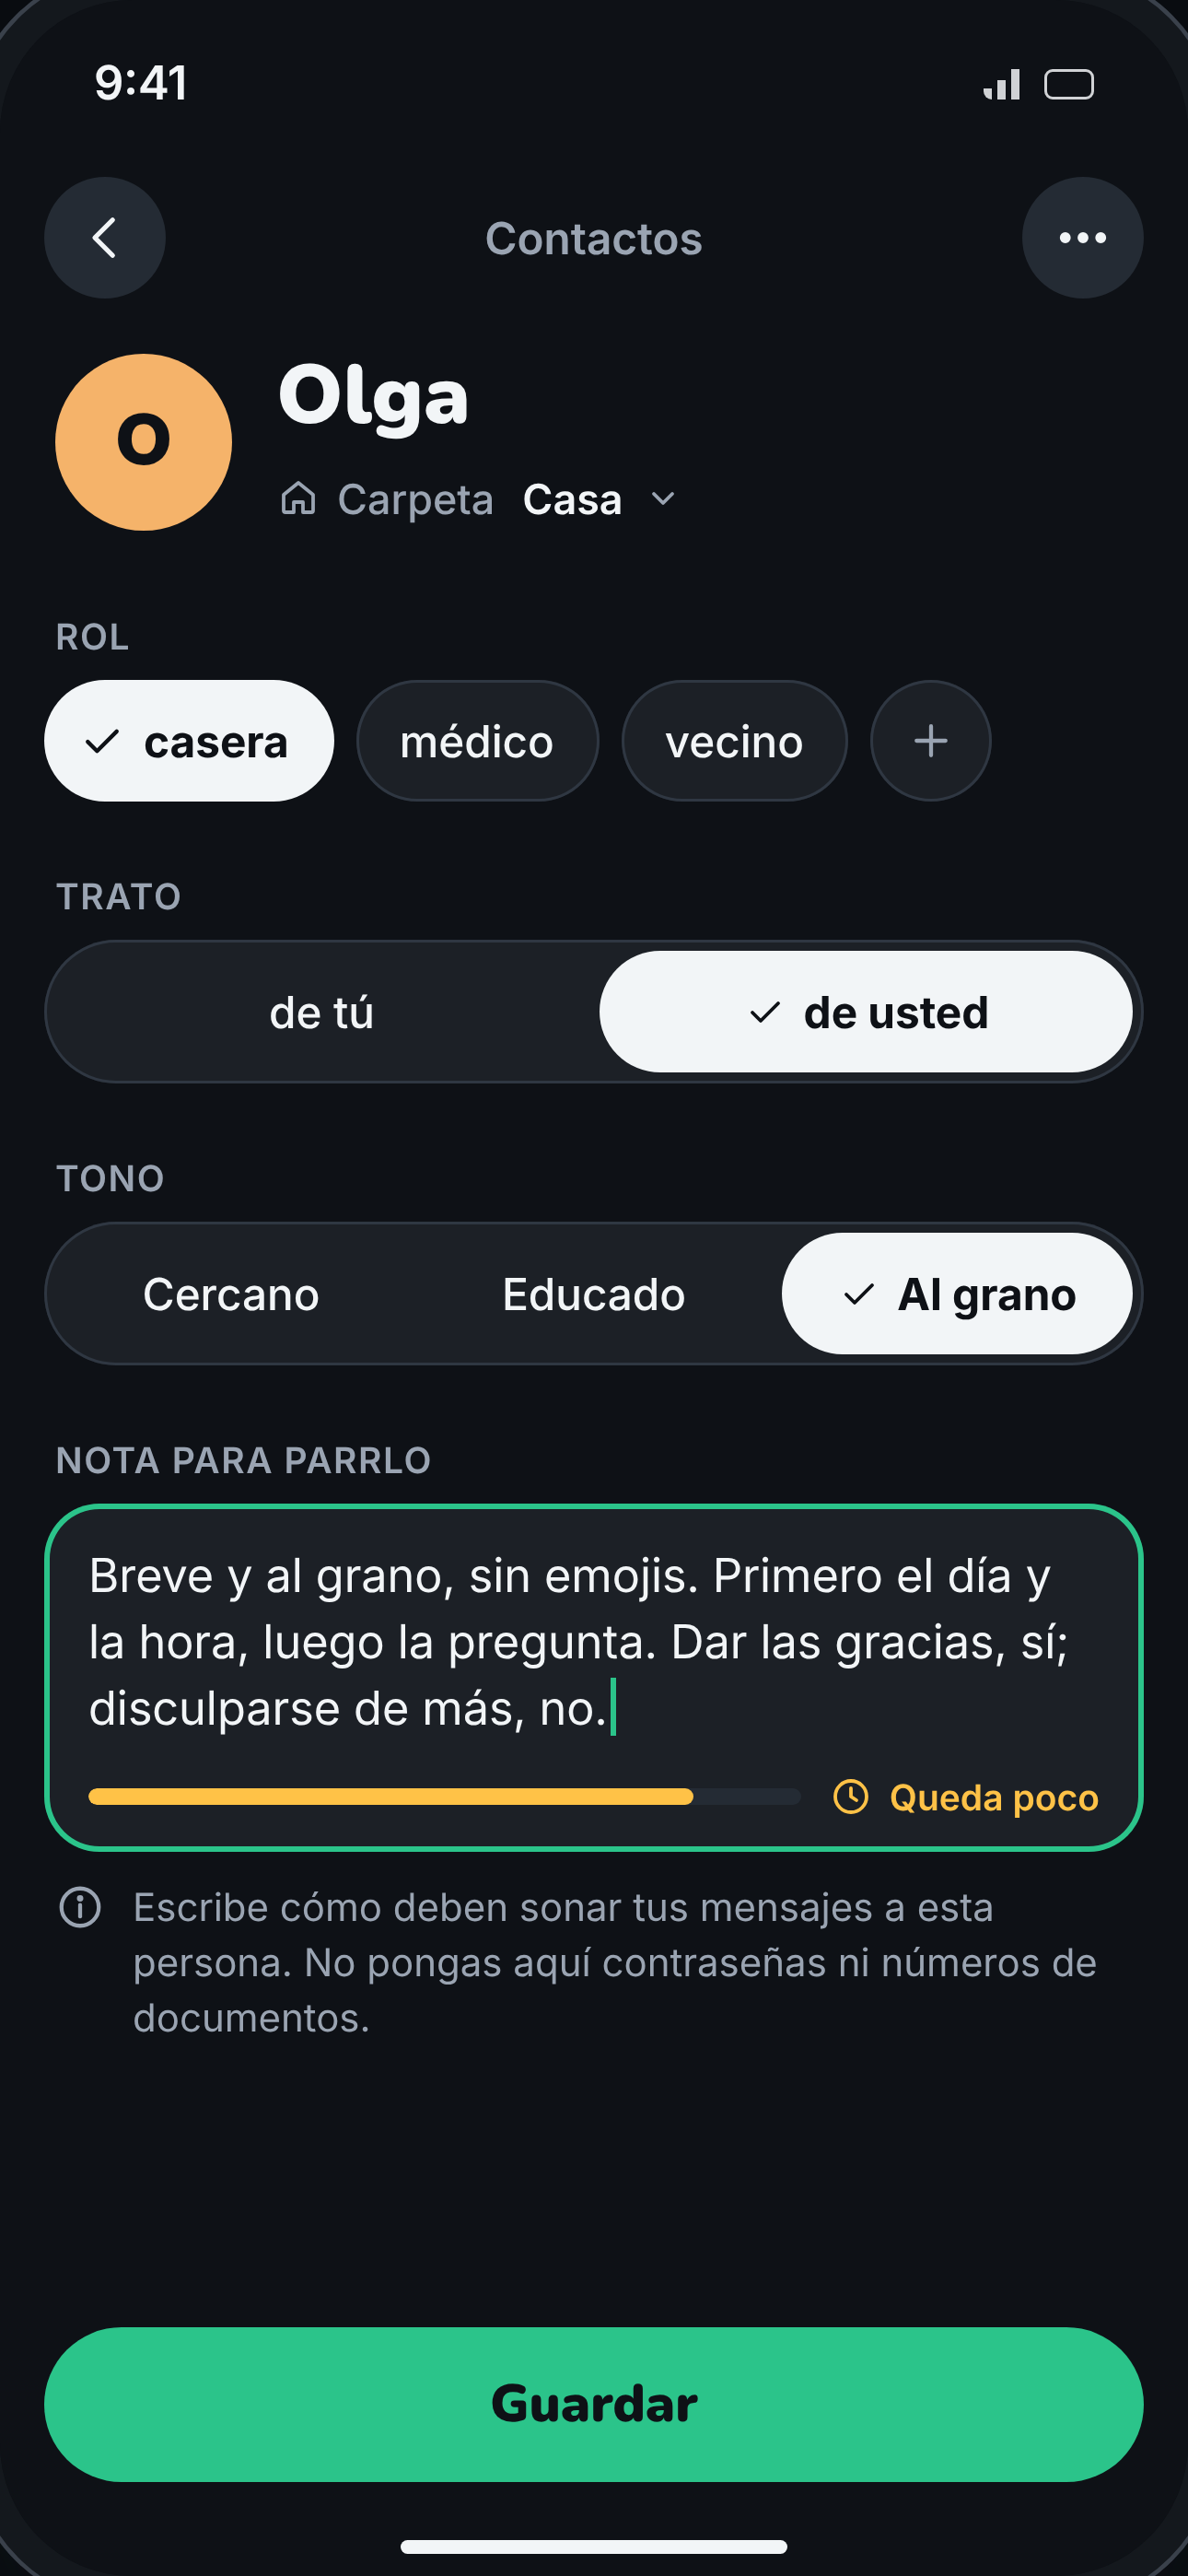 9:41
Contactos
O
Olga
Carpeta Casa
ROL
casera médico vecino +
TRATO
de tú de usted
TONO
Cercano Educado Al grano
NOTA PARA PARRLO
Breve y al grano, sin emojis. Primero el día y
la hora, luego la pregunta. Dar las gracias, sí;
disculparse de más, no.
Queda poco
Escribe cómo deben sonar tus mensajes a esta
persona. No pongas aquí contraseñas ni números de
documentos.
Guardar